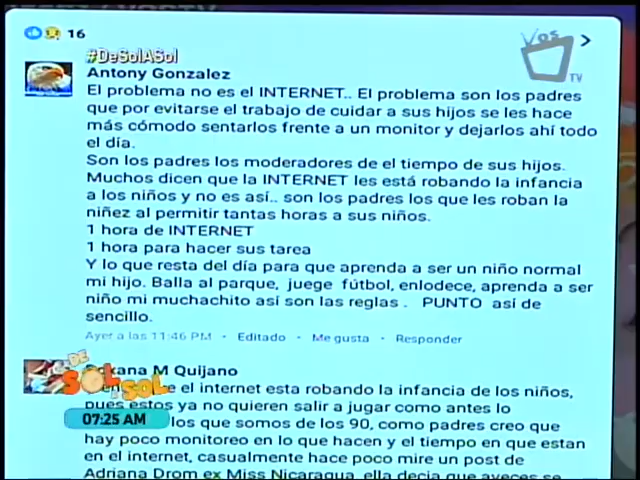 16
#DeSolASol
Vos TV
Antony Gonzalez
El problema no es el INTERNET.. El problema son los padres
que por evitarse el trabajo de cuidar a sus hijos se les hace
más cómodo sentarlos frente a un monitor y dejarlos ahí todo
el día.
Son los padres los moderadores de el tiempo de sus hijos.
Muchos dicen que la INTERNET les está robando la infancia
a los niños y no es así.. son los padres los que les roban la
niñez al permitir tantas horas a sus niños.
1 hora de INTERNET
1 hora para hacer sus tarea
Y lo que resta del día para que aprenda a ser un niño normal
mi hijo. Balla al parque, juege fútbol, enlodece, aprenda a ser
niño mi muchachito asi son las reglas . PUNTO asi de
sencillo.
Ayer a las 11:46 PM · Editado · Me gusta · Responder
M Quijano
el internet esta robando la infancia de los niños,
pues estos ya no quieren salir a jugar como antes lo
los que somos de los 90, como padres creo que
hay poco monitoreo en lo que hacen y el tiempo en que estan
en el internet, casualmente hace poco mire un post de
Adriana Drom ex Miss Nicaragua, ella decia que aveces se
DE SOL A SOL
07:25 AM